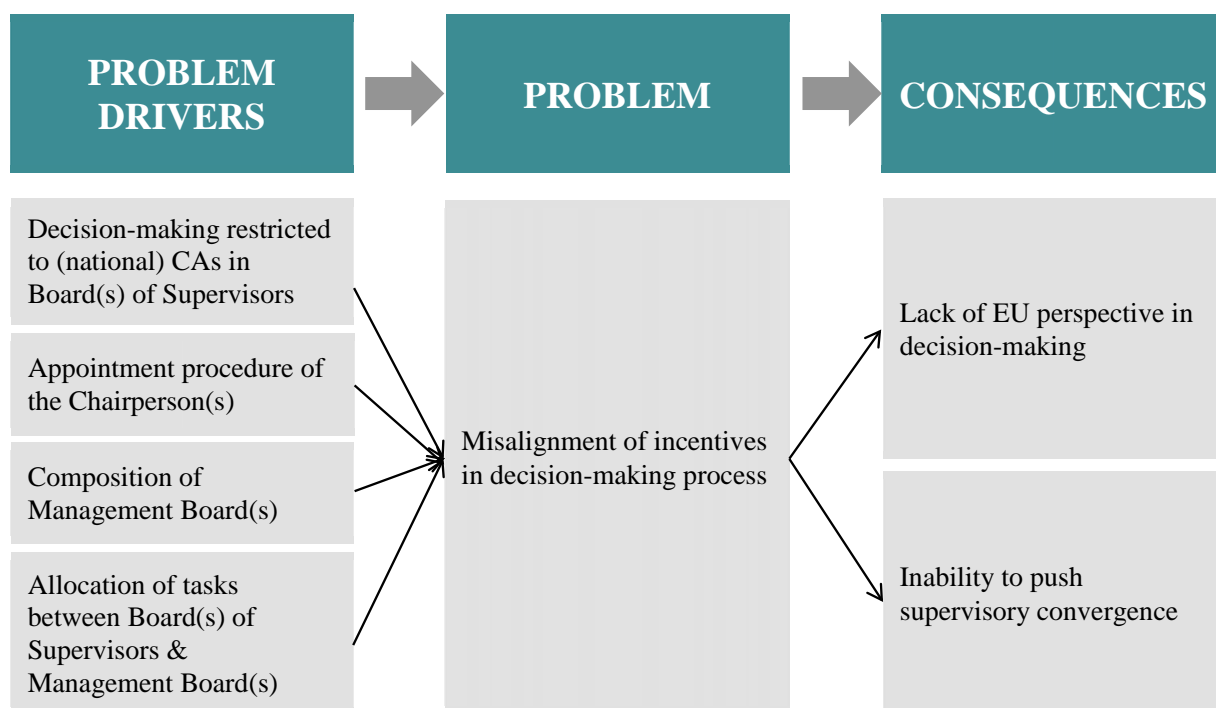 PROBLEM
DRIVERS
PROBLEM
CONSEQUENCES
Decision-making restricted
to (national) CAs in
Board(s) of Supervisors
Appointment procedure of
the Chairperson(s)
Composition of
Management Board(s)
Allocation of tasks
between Board(s) of
Supervisors &
Management Board(s)
Misalignment of incentives
in decision-making process
Lack of EU perspective in
decision-making
Inability to push
supervisory convergence